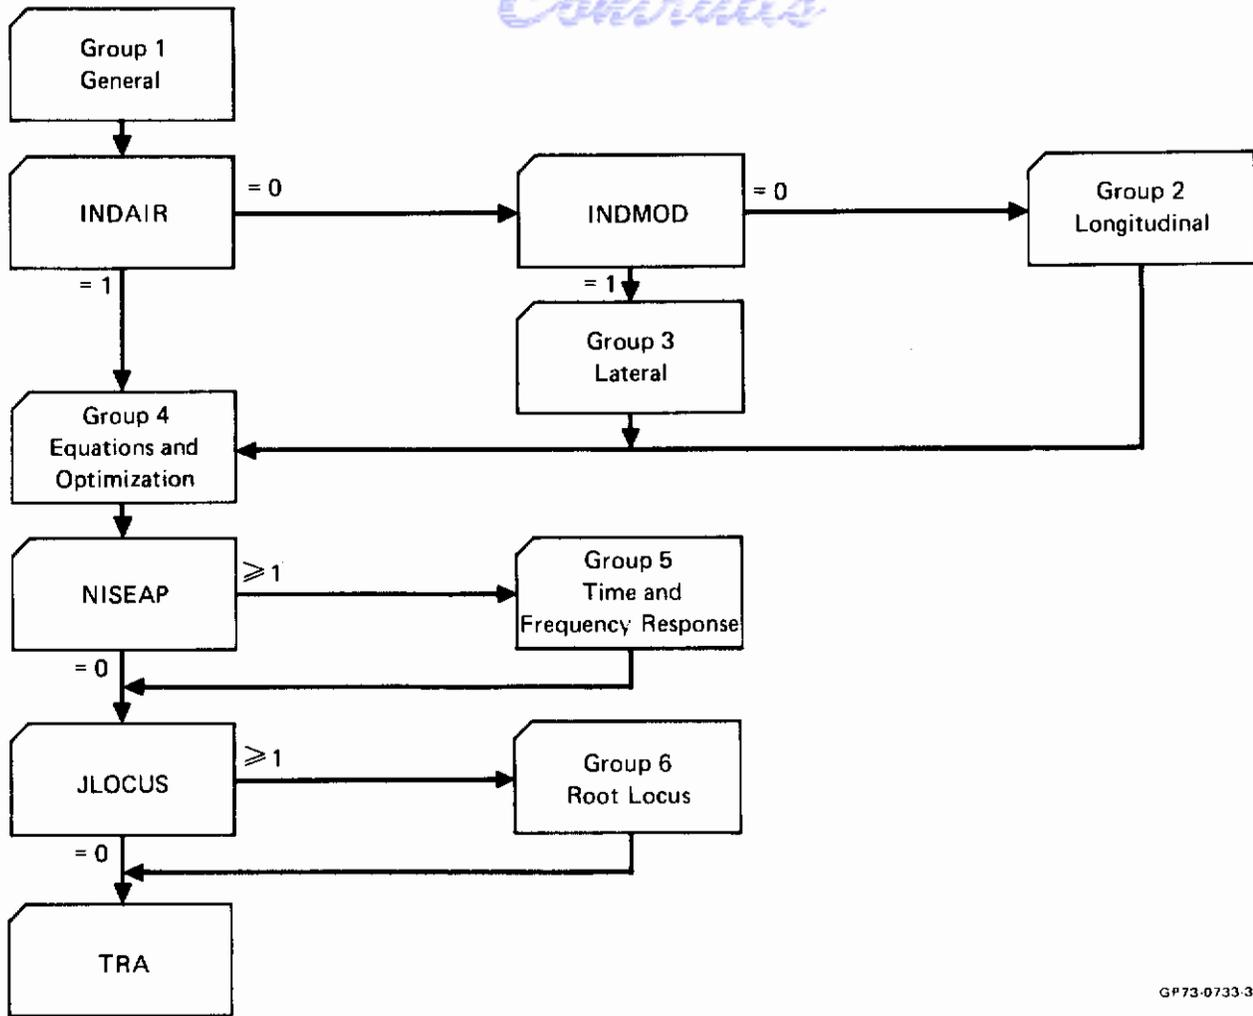 Group 1
General
INDAIR
= 0
INDMOD
= 0
Group 2
Longitudinal
= 1
= 1
Group 3
Lateral
Group 4
Equations and
Optimization
NISEAP
≥ 1
Group 5
Time and
Frequency Response
= 0
JLOCUS
≥ 1
Group 6
Root Locus
= 0
TRA
GP73-0733-3